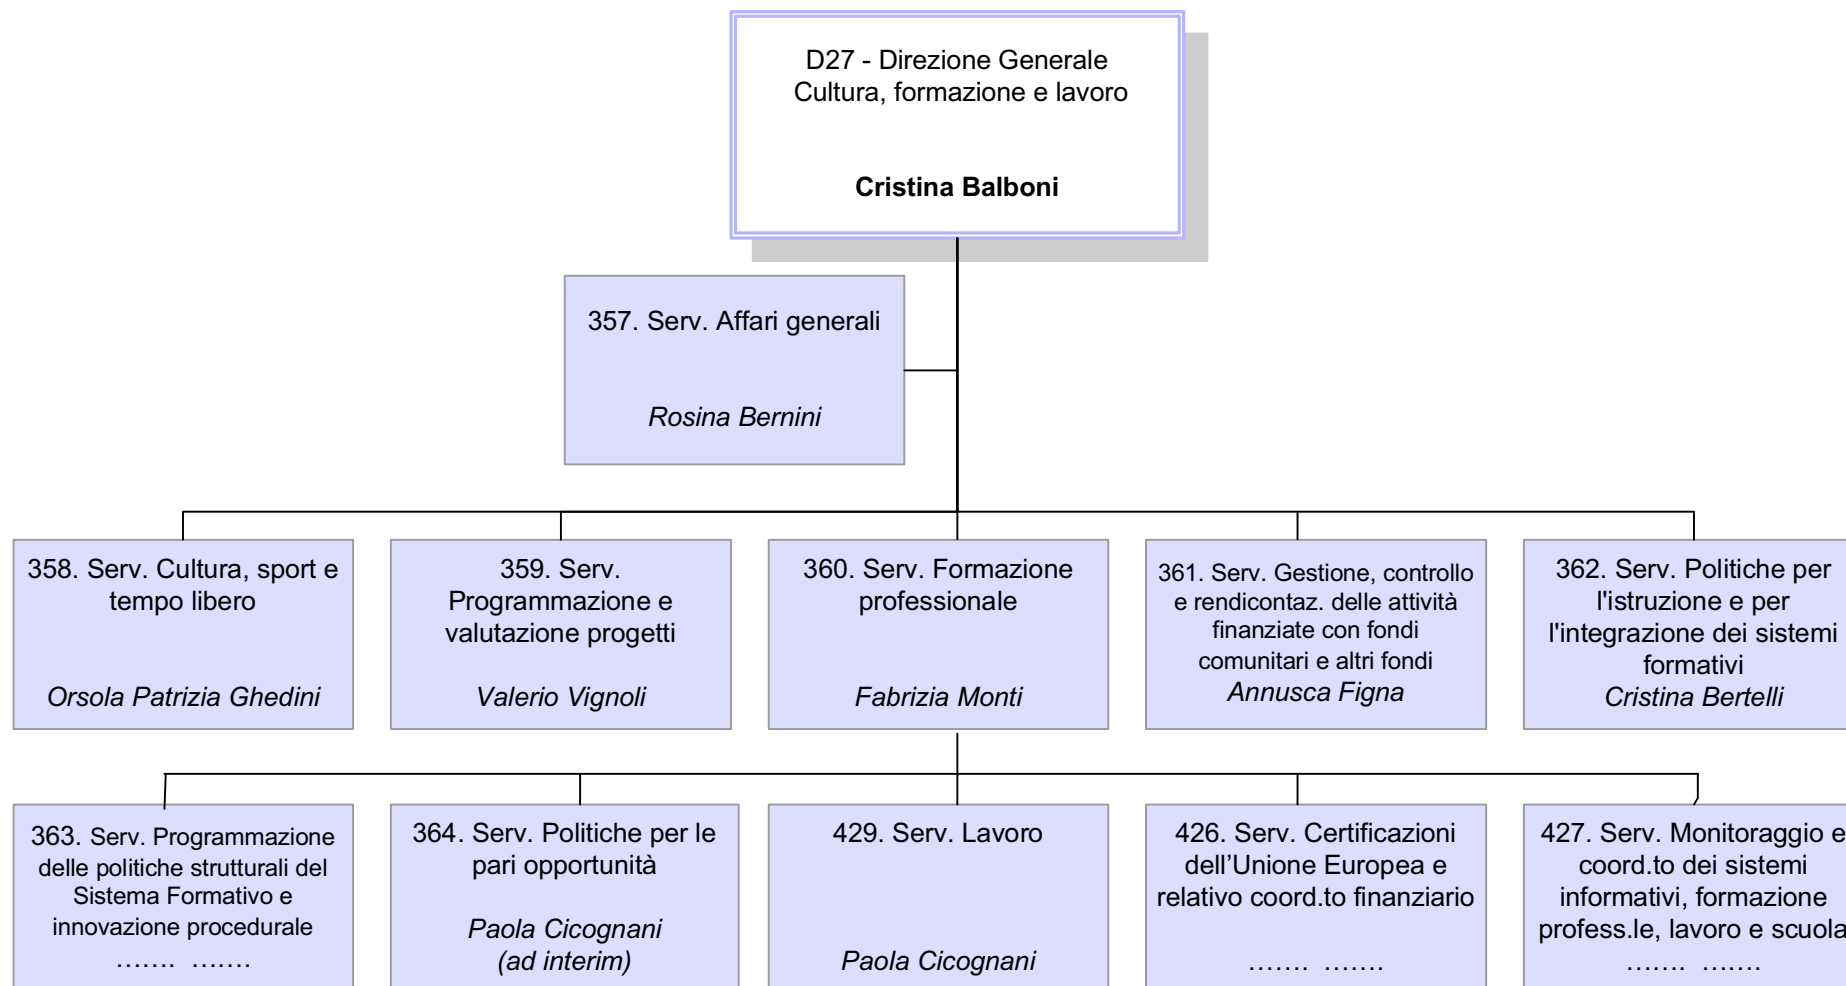 D27 - Direzione Generale
Cultura, formazione e lavoro
Cristina Balboni
357. Serv. Affari generali
Rosina Bernini
358. Serv. Cultura, sport e
tempo libero
Orsola Patrizia Ghedini
359. Serv.
Programmazione e
valutazione progetti
Valerio Vignoli
360. Serv. Formazione
professionale
Fabrizia Monti
361. Serv. Gestione, controllo
e rendicontaz. delle attività
finanziate con fondi
comunitari e altri fondi
Annusca Figna
362. Serv. Politiche per
l'istruzione e per
l'integrazione dei sistemi
formativi
Cristina Bertelli
363. Serv. Programmazione
delle politiche strutturali del
Sistema Formativo e
innovazione procedurale
……. …….
364. Serv. Politiche per le
pari opportunità
Paola Cicognani
(ad interim)
429. Serv. Lavoro
Paola Cicognani
426. Serv. Certificazioni
dell’Unione Europea e
relativo coord.to finanziario
……. …….
427. Serv. Monitoraggio e
coord.to dei sistemi
informativi, formazione
profess.le, lavoro e scuola
……. …….